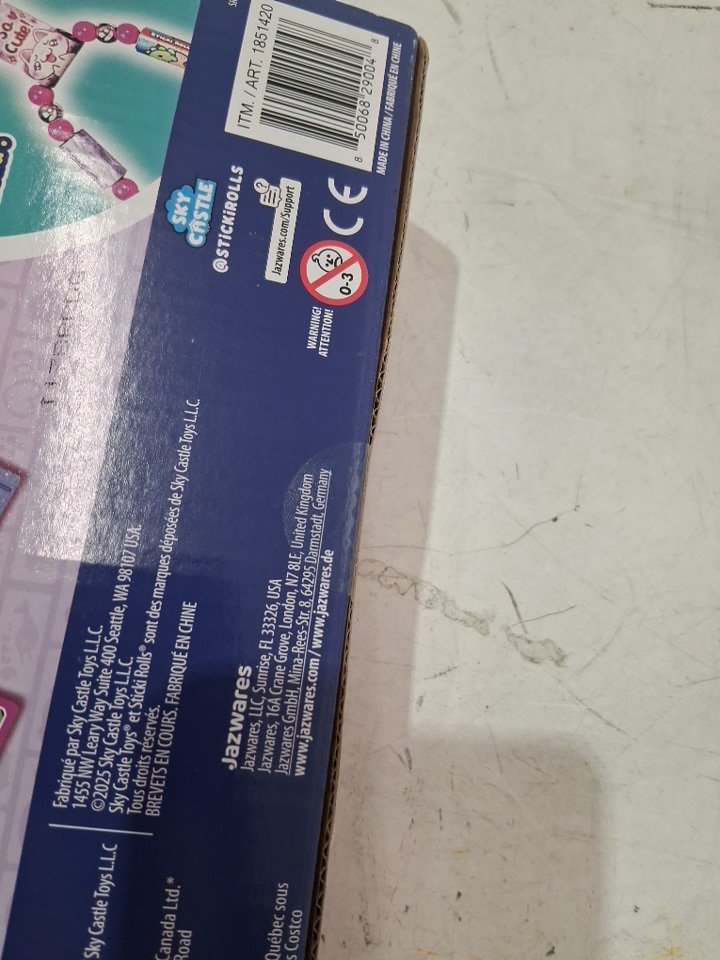 So
Cute!
STICKI ROLL
ITM. / ART. 1851420
8 50068 29004 8
MADE IN CHINA / FABRIQUÉ EN CHINE
SKY
CASTLE
@STICKIROLLS
Jazwares.com/Support
0-3
WARNING!
ATTENTION!
Fabriqué par Sky Castle Toys L.L.C.
1455 NW Leary Way Suite 400 Seattle, WA 98107 USA.
©2025 Sky Castle Toys L.L.C.
Sky Castle Toys® et Sticki Rolls® sont des marques déposées de Sky Castle Toys L.L.C.
Tous droits réservés.
BREVETS EN COURS. FABRIQUÉ EN CHINE
Jazwares
Jazwares, LLC, Sunrise, FL 33326, USA
Jazwares, 16A Crane Grove, London, N7 8LE, United Kingdom
Jazwares GmbH, Mina-Rees-Str. 8, 64295 Darmstadt, Germany
www.jazwares.com / www.jazwares.de
Sky Castle Toys L.L.C
Canada Ltd.*
Road
Québec sous
s Costco